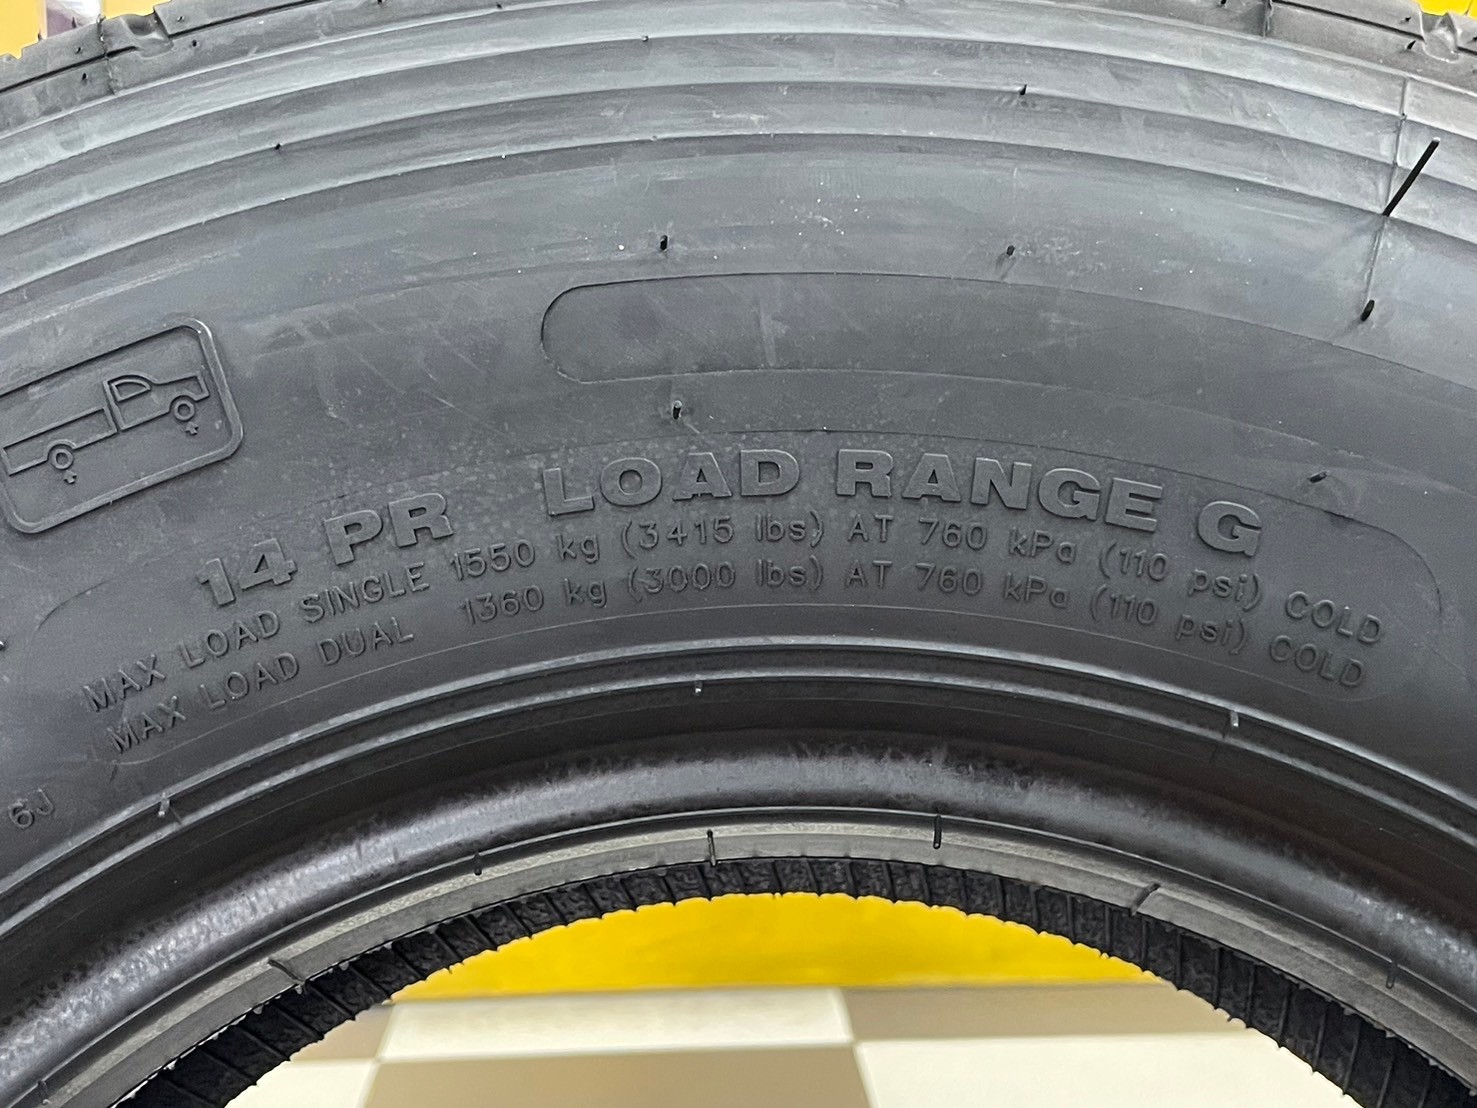 14 PR LOAD RANGE G
MAX LOAD SINGLE 1550 kg (3415 lbs) AT 760 kPa (110 psi) COLD
MAX LOAD DUAL 1360 kg (3000 lbs) AT 760 kPa (110 psi) COLD
6J